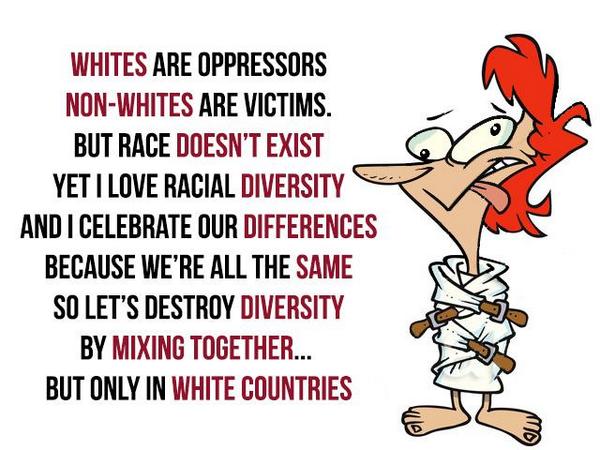 WHITES ARE OPPRESSORS
NON-WHITES ARE VICTIMS.
BUT RACE DOESN'T EXIST
YET I LOVE RACIAL DIVERSITY
AND I CELEBRATE OUR DIFFERENCES
BECAUSE WE'RE ALL THE SAME
SO LET'S DESTROY DIVERSITY
BY MIXING TOGETHER...
BUT ONLY IN WHITE COUNTRIES